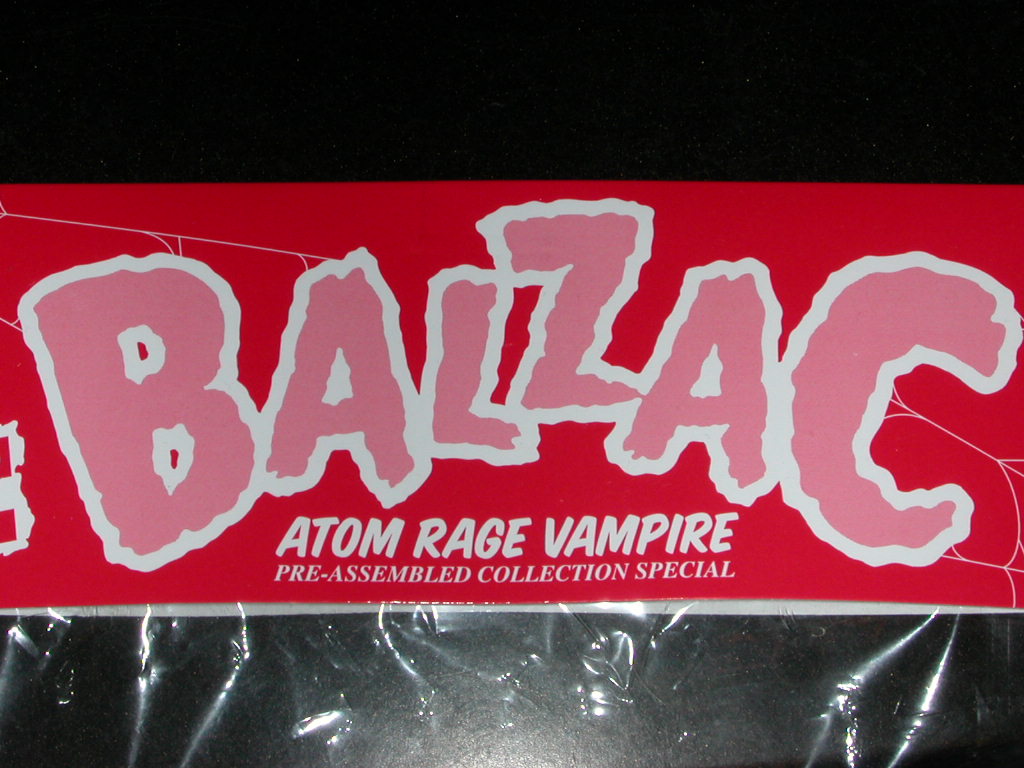 BALZAC
ATOM RAGE VAMPIRE
PRE-ASSEMBLED COLLECTION SPECIAL